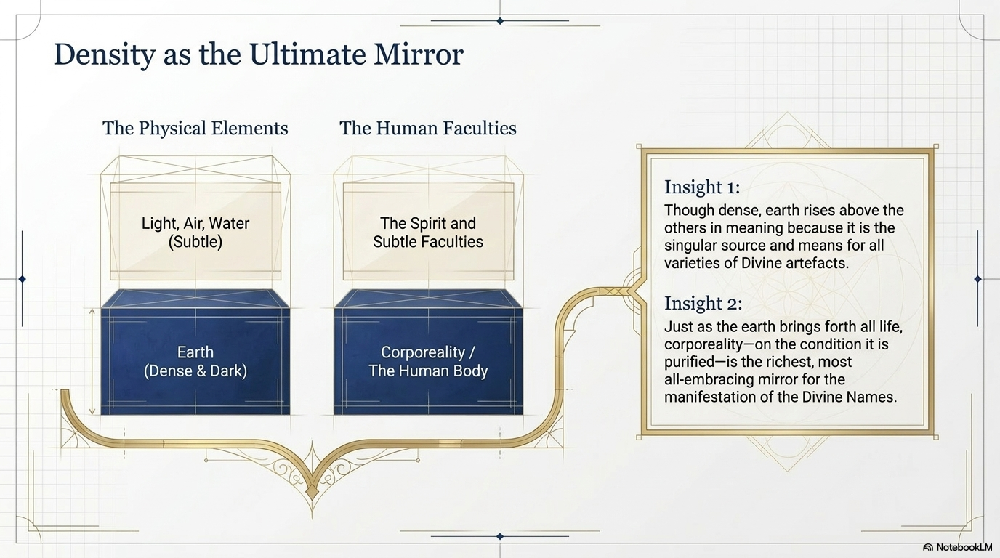 Density as the Ultimate Mirror
The Physical Elements
Light, Air, Water
(Subtle)
Earth
(Dense & Dark)
The Human Faculties
The Spirit and
Subtle Faculties
Corporeality /
The Human Body
Insight 1:
Though dense, earth rises above the
others in meaning because it is the
singular source and means for all
varieties of Divine artefacts.
Insight 2:
Just as the earth brings forth all life,
corporeality—on the condition it is
purified—is the richest, most
all-embracing mirror for the
manifestation of the Divine Names.
NotebookLM